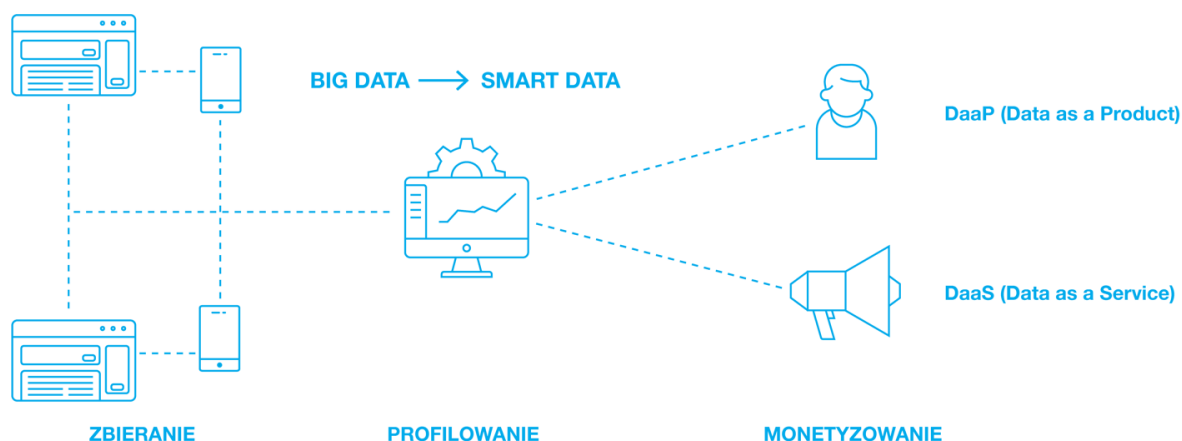 BIG DATA → SMART DATA
DaaP (Data as a Product)
DaaS (Data as a Service)
ZBIERANIE
PROFILOWANIE
MONETYZOWANIE